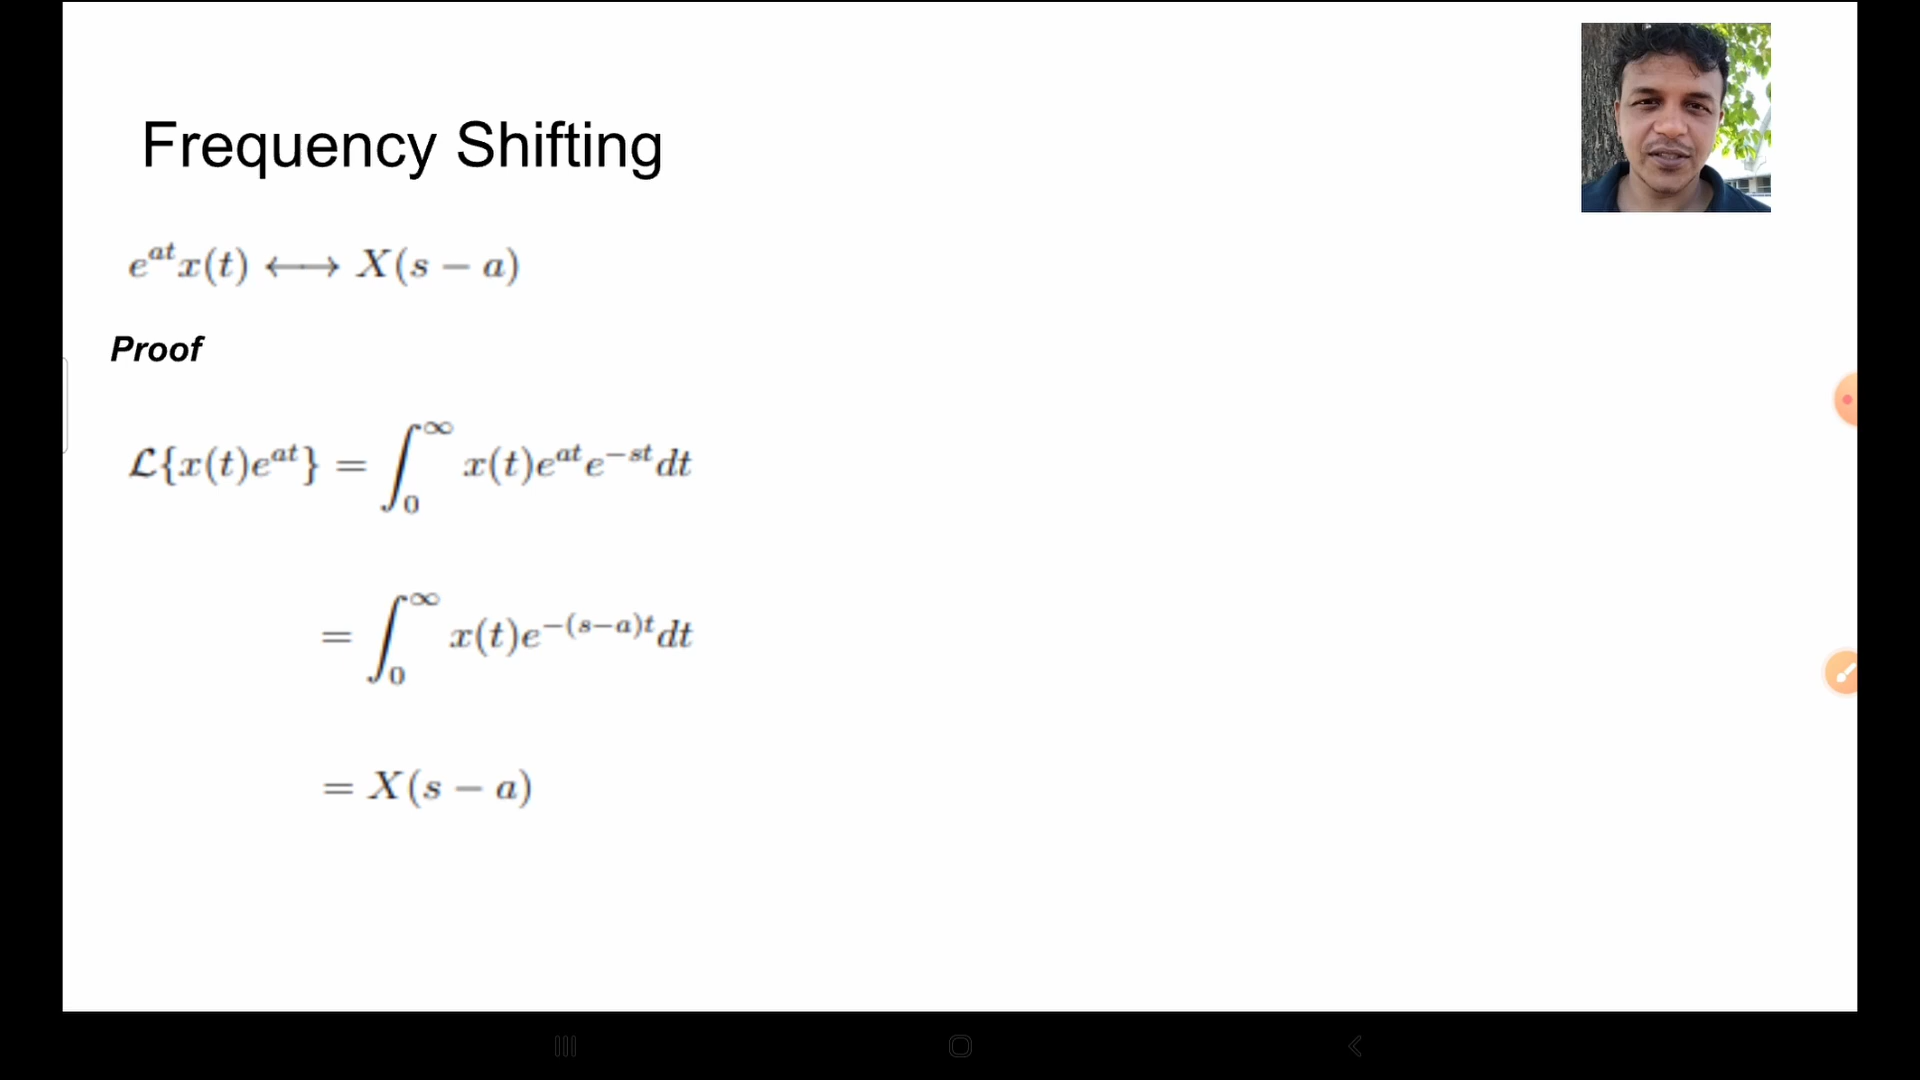 Frequency Shifting
e^{at}x(t) ⟷ X(s − a)
Proof
ℒ{x(t)e^{at}} = ∫_0^∞ x(t)e^{at}e^{−st}dt
= ∫_0^∞ x(t)e^{−(s−a)t}dt
= X(s − a)